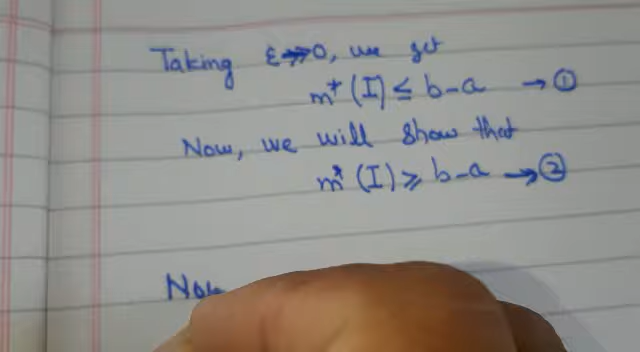 Taking ε→0, we get
m*(I) ≤ b-a → ①
Now, we will show that
m*(I) ≥ b-a → ②